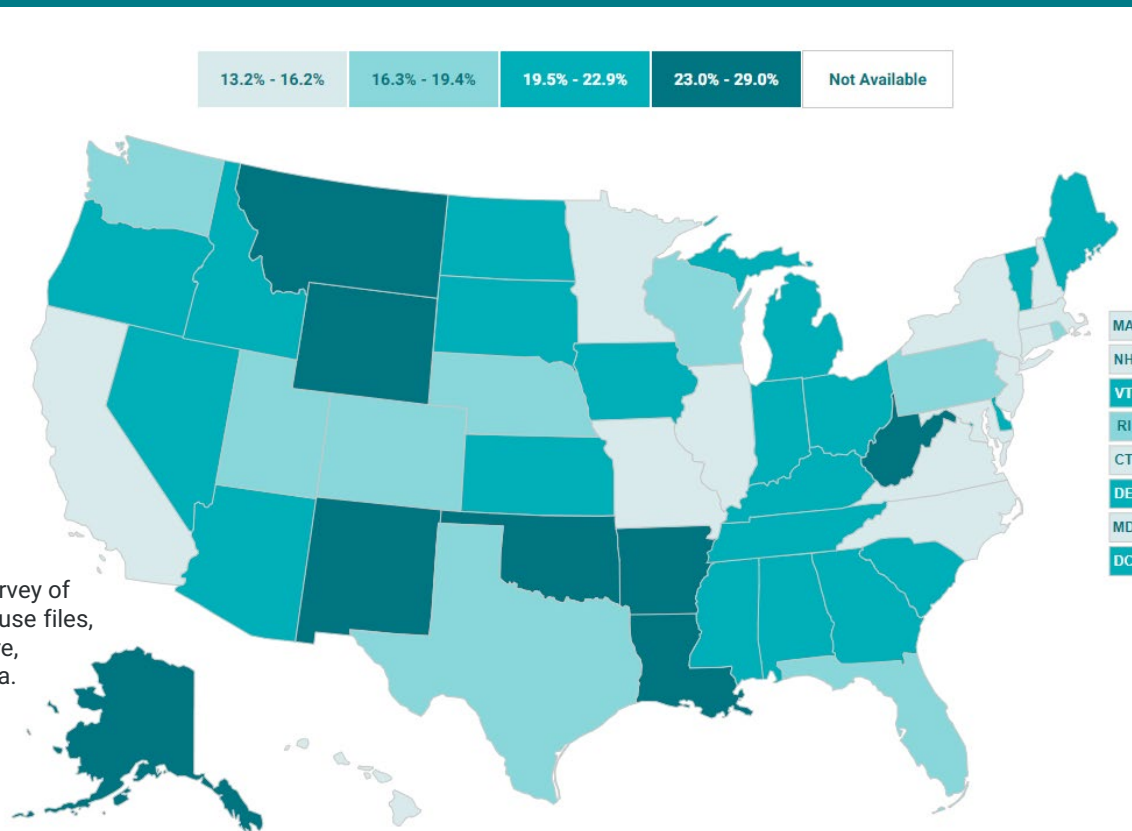 13.2% - 16.2%
16.3% - 19.4%
19.5% - 22.9%
23.0% - 29.0%
Not Available
MA
NH
VT
RI
CT
DE
MD
DC
rvey of
use files,
e,
a.